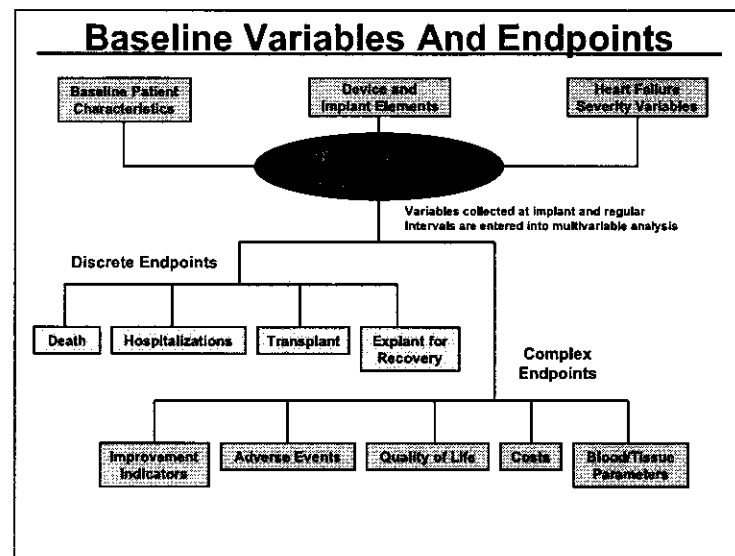 Baseline Variables And Endpoints
Baseline Patient
Characteristics
Device and
Implant Elements
Heart Failure
Severity Variables
Variables collected at implant and regular
Intervals are entered into multivariable analysis
Discrete Endpoints
Death
Hospitalizations
Transplant
Explant for
Recovery
Complex
Endpoints
Improvement
Indicators
Adverse Events
Quality of Life
Costs
Blood/Tissue
Parameters